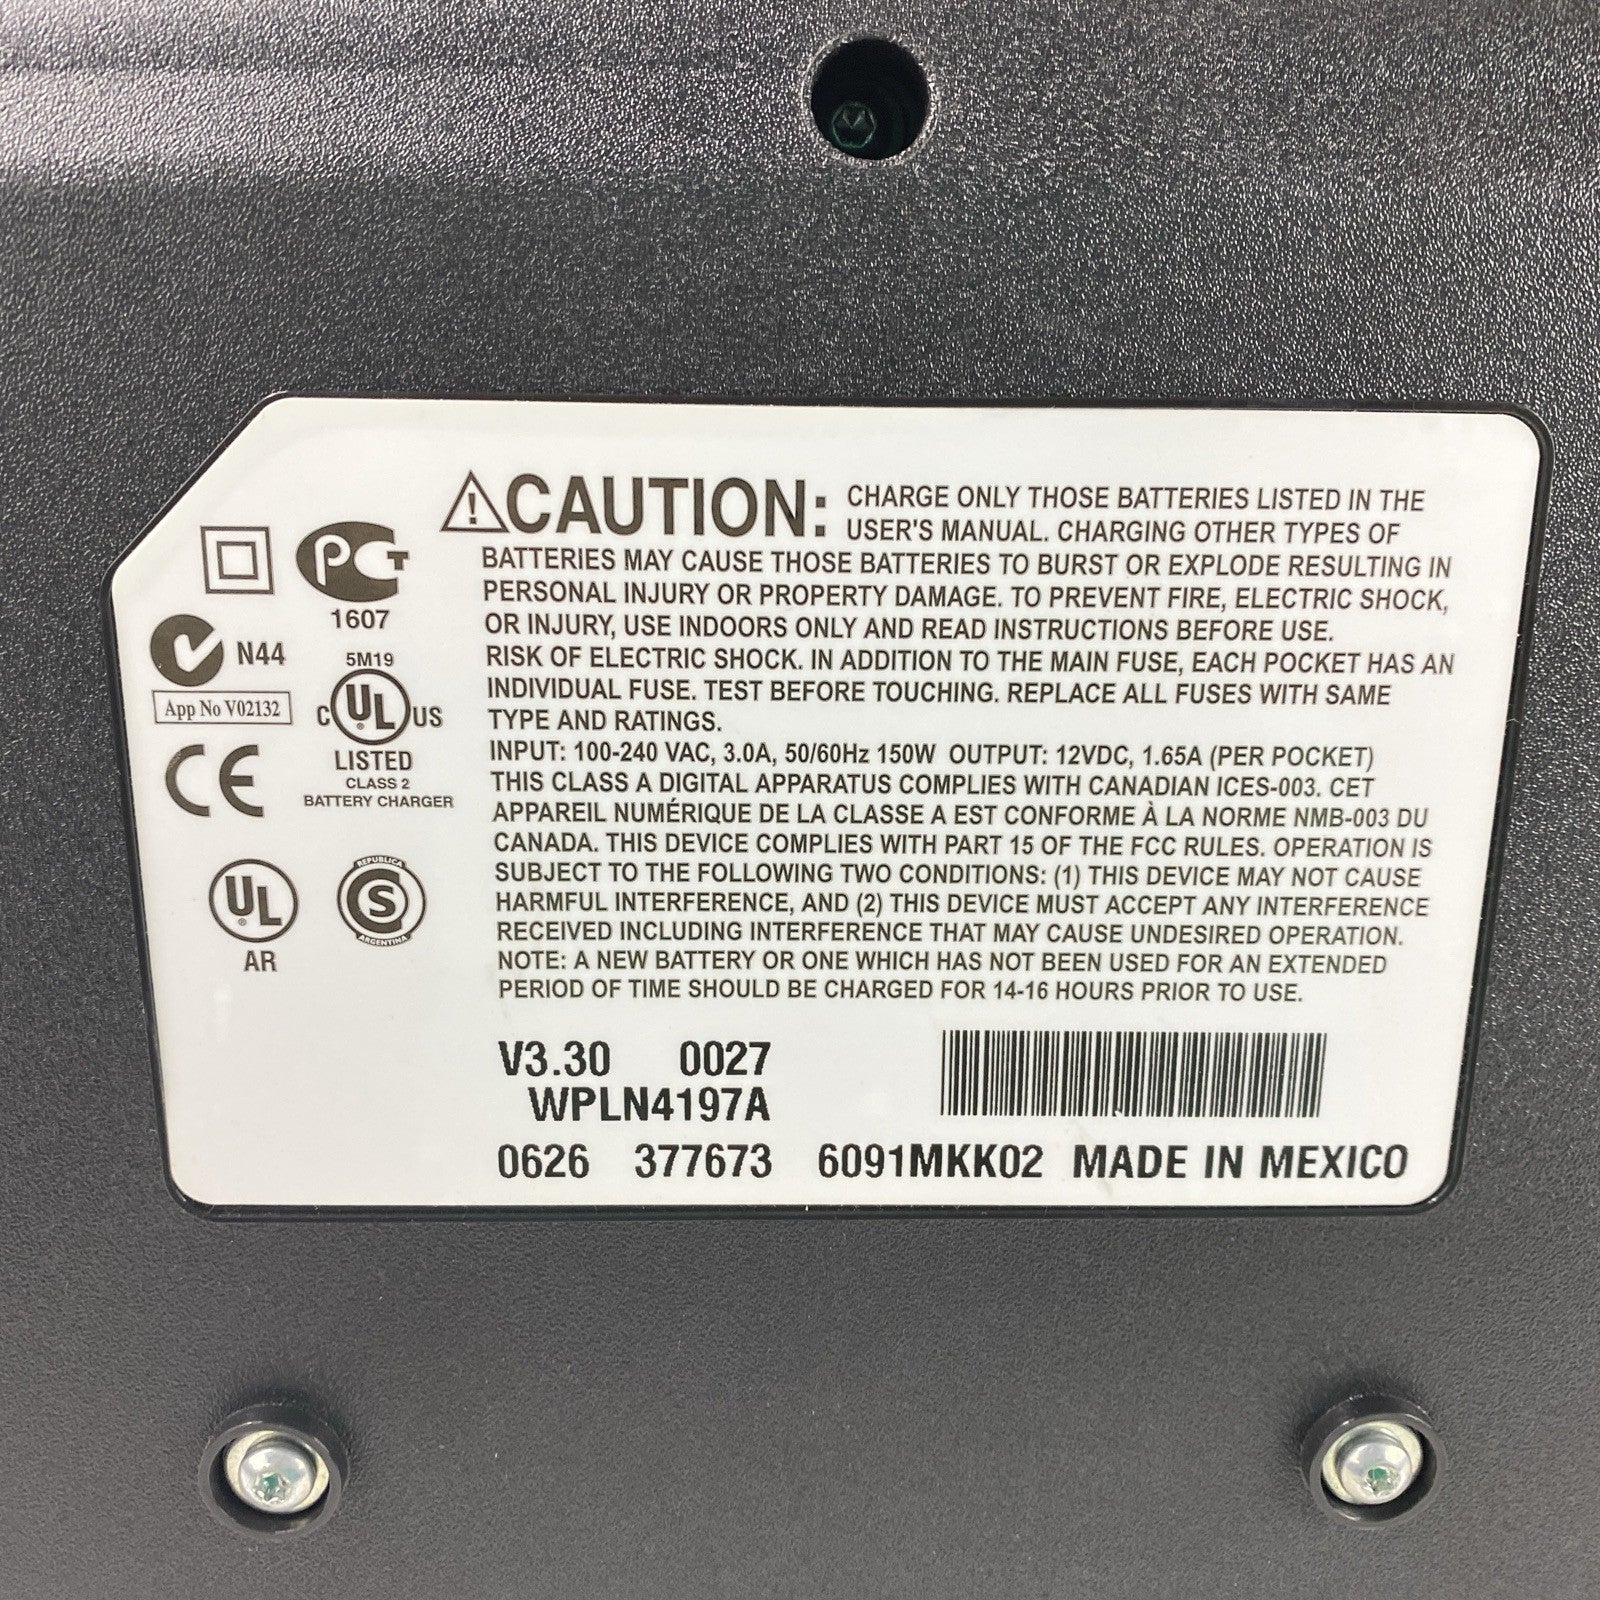 CAUTION: CHARGE ONLY THOSE BATTERIES LISTED IN THE
USER'S MANUAL. CHARGING OTHER TYPES OF
BATTERIES MAY CAUSE THOSE BATTERIES TO BURST OR EXPLODE RESULTING IN
PERSONAL INJURY OR PROPERTY DAMAGE. TO PREVENT FIRE, ELECTRIC SHOCK,
OR INJURY, USE INDOORS ONLY AND READ INSTRUCTIONS BEFORE USE.
RISK OF ELECTRIC SHOCK. IN ADDITION TO THE MAIN FUSE, EACH POCKET HAS AN
INDIVIDUAL FUSE. TEST BEFORE TOUCHING. REPLACE ALL FUSES WITH SAME
TYPE AND RATINGS.
INPUT: 100-240 VAC, 3.0A, 50/60Hz 150W OUTPUT: 12VDC, 1.65A (PER POCKET)
THIS CLASS A DIGITAL APPARATUS COMPLIES WITH CANADIAN ICES-003. CET
APPAREIL NUMÉRIQUE DE LA CLASSE A EST CONFORME À LA NORME NMB-003 DU
CANADA. THIS DEVICE COMPLIES WITH PART 15 OF THE FCC RULES. OPERATION IS
SUBJECT TO THE FOLLOWING TWO CONDITIONS: (1) THIS DEVICE MAY NOT CAUSE
HARMFUL INTERFERENCE, AND (2) THIS DEVICE MUST ACCEPT ANY INTERFERENCE
RECEIVED INCLUDING INTERFERENCE THAT MAY CAUSE UNDESIRED OPERATION.
NOTE: A NEW BATTERY OR ONE WHICH HAS NOT BEEN USED FOR AN EXTENDED
PERIOD OF TIME SHOULD BE CHARGED FOR 14-16 HOURS PRIOR TO USE.
РСТ
1607
N44
App No V02132
5M19
C UL® US
LISTED
CLASS 2
BATTERY CHARGER
CE
UL®
AR
REPUBLICA
S
ARGENTINA
V3.30 0027
WPLN4197A
0626 377673 6091MKK02 MADE IN MEXICO